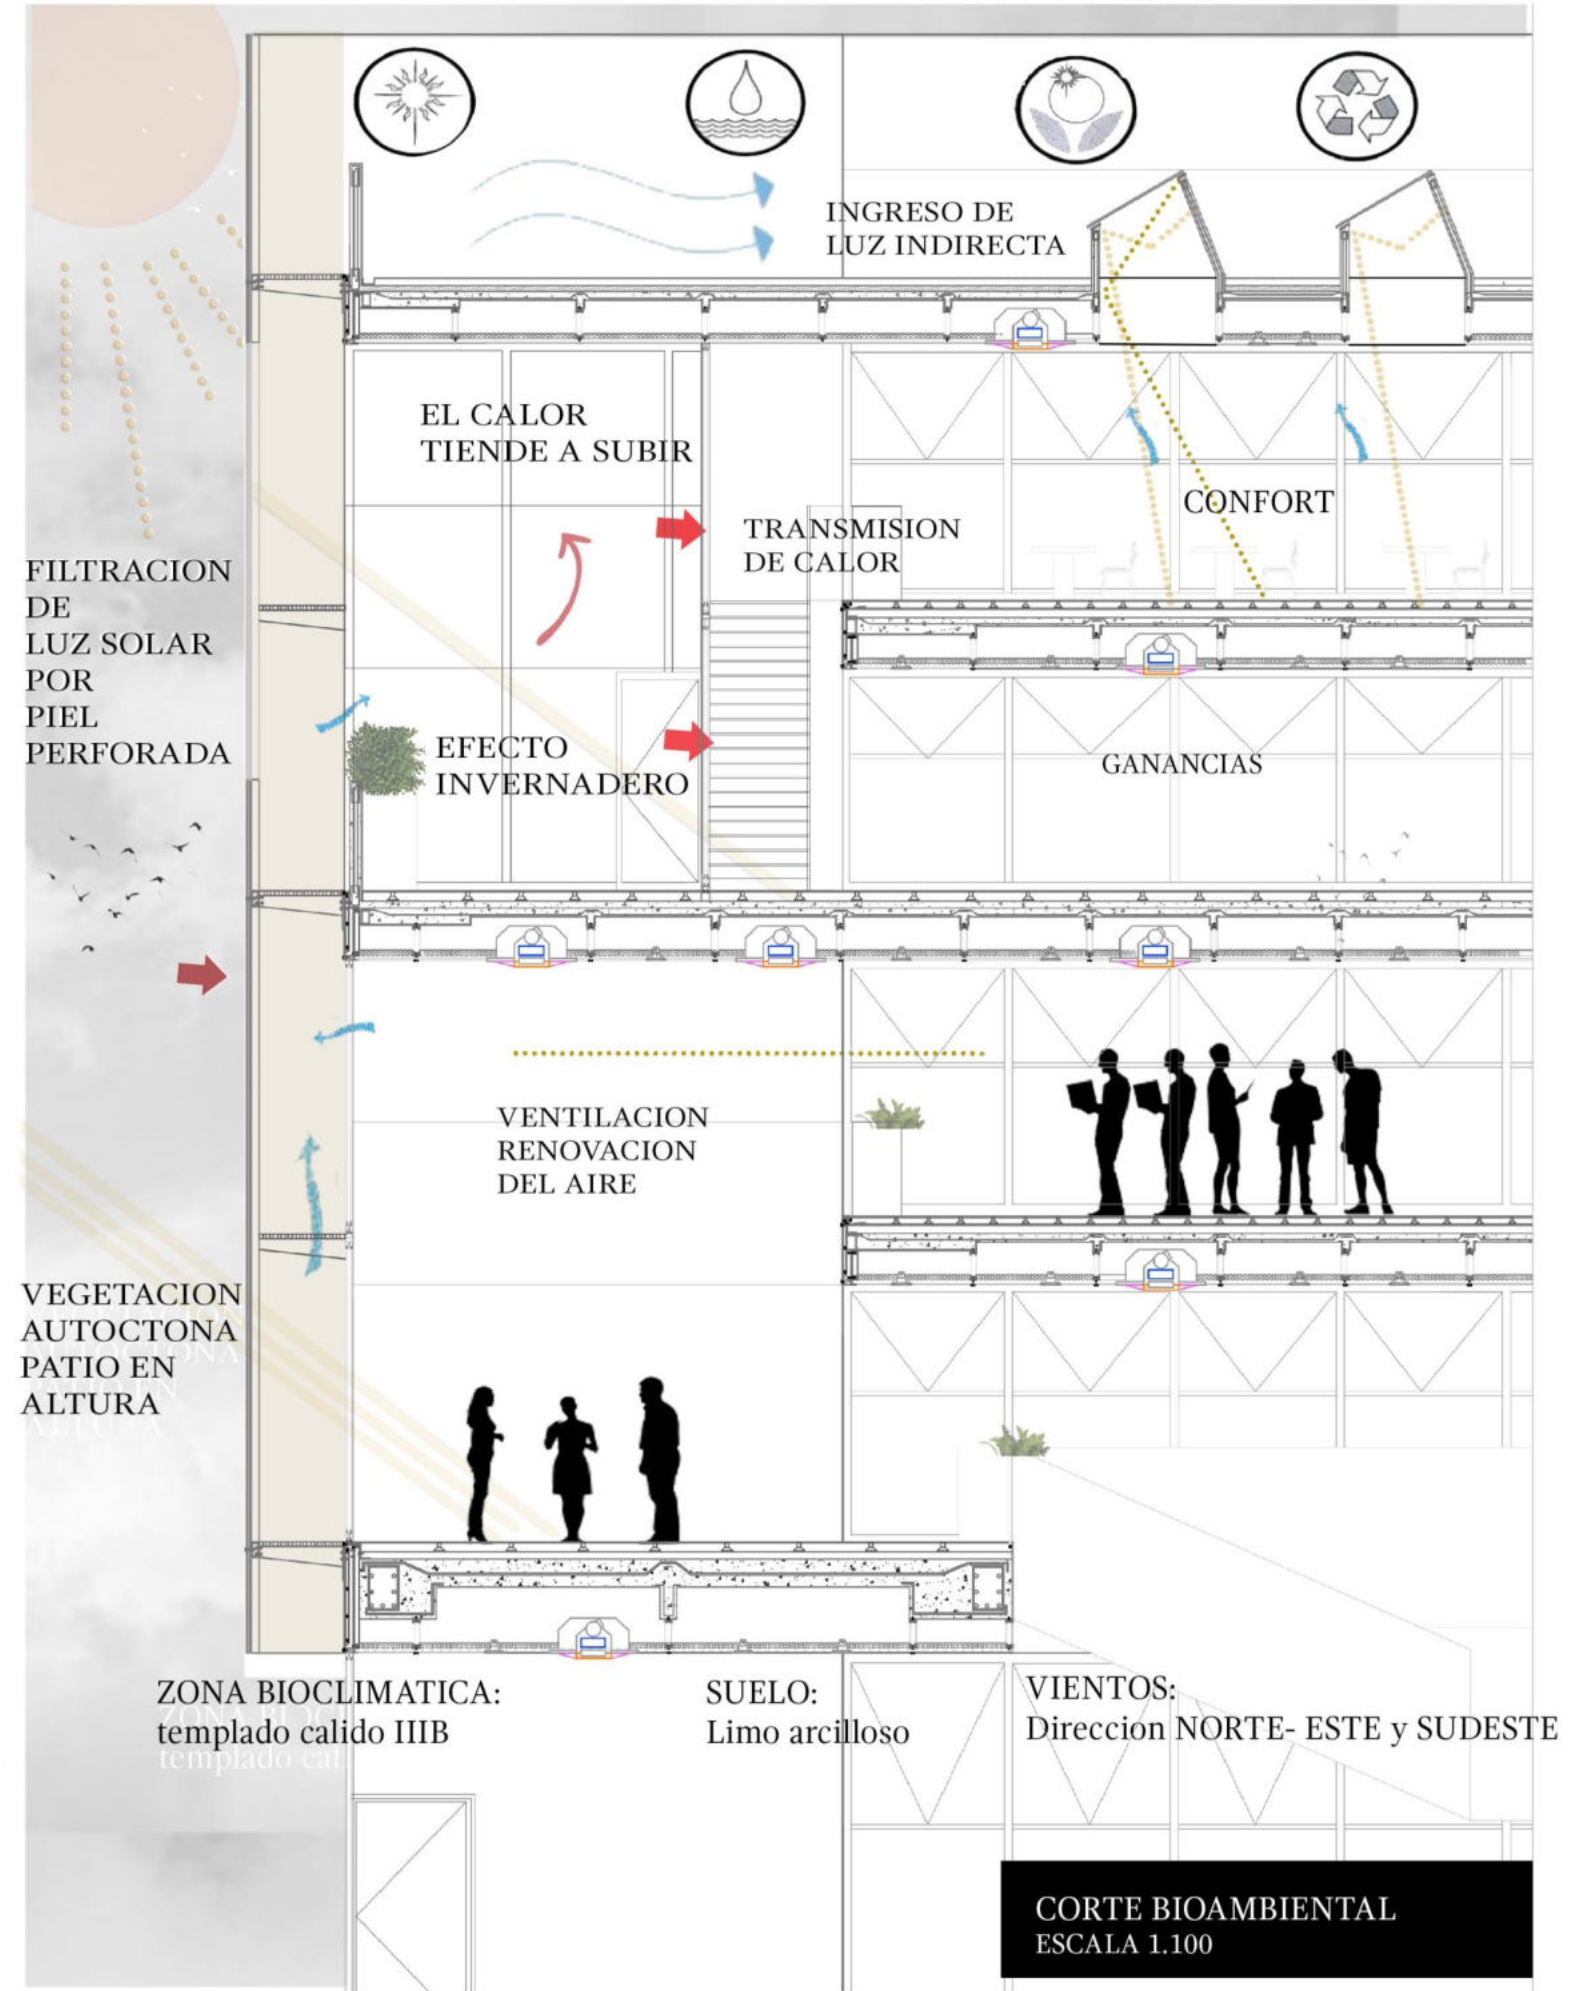 INGRESO DE
LUZ INDIRECTA
EL CALOR
TIENDE A SUBIR
TRANSMISION
DE CALOR
CONFORT
FILTRACION
DE
LUZ SOLAR
POR
PIEL
PERFORADA
EFECTO
INVERNADERO
GANANCIAS
VENTILACION
RENOVACION
DEL AIRE
VEGETACION
AUTOCTONA
PATIO EN
ALTURA
ZONA BIOCLIMATICA:
templado calido IIIB
SUELO:
Limo arcilloso
VIENTOS:
Direccion NORTE- ESTE y SUDESTE
CORTE BIOAMBIENTAL
ESCALA 1.100